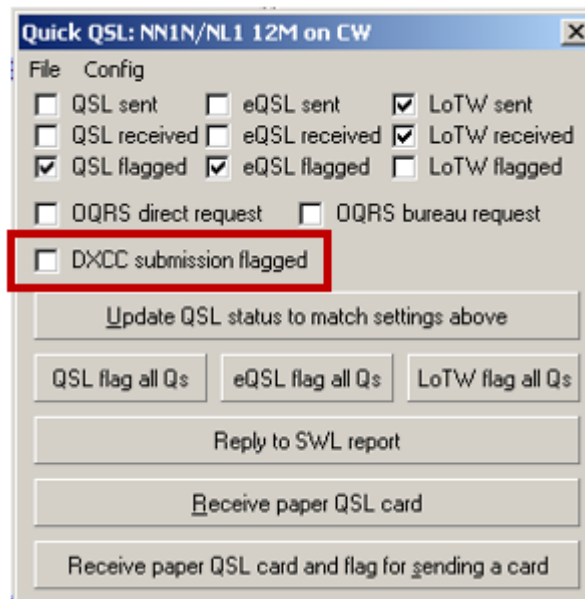 Quick QSL: NN1N/NL1 12M on CW
File Config
QSL sent eQSL sent LoTW sent
QSL received eQSL received LoTW received
QSL flagged eQSL flagged LoTW flagged
OQRS direct request OQRS bureau request
DXCC submission flagged
Update QSL status to match settings above
QSL flag all Qs eQSL flag all Qs LoTW flag all Qs
Reply to SWL report
Receive paper QSL card
Receive paper QSL card and flag for sending a card